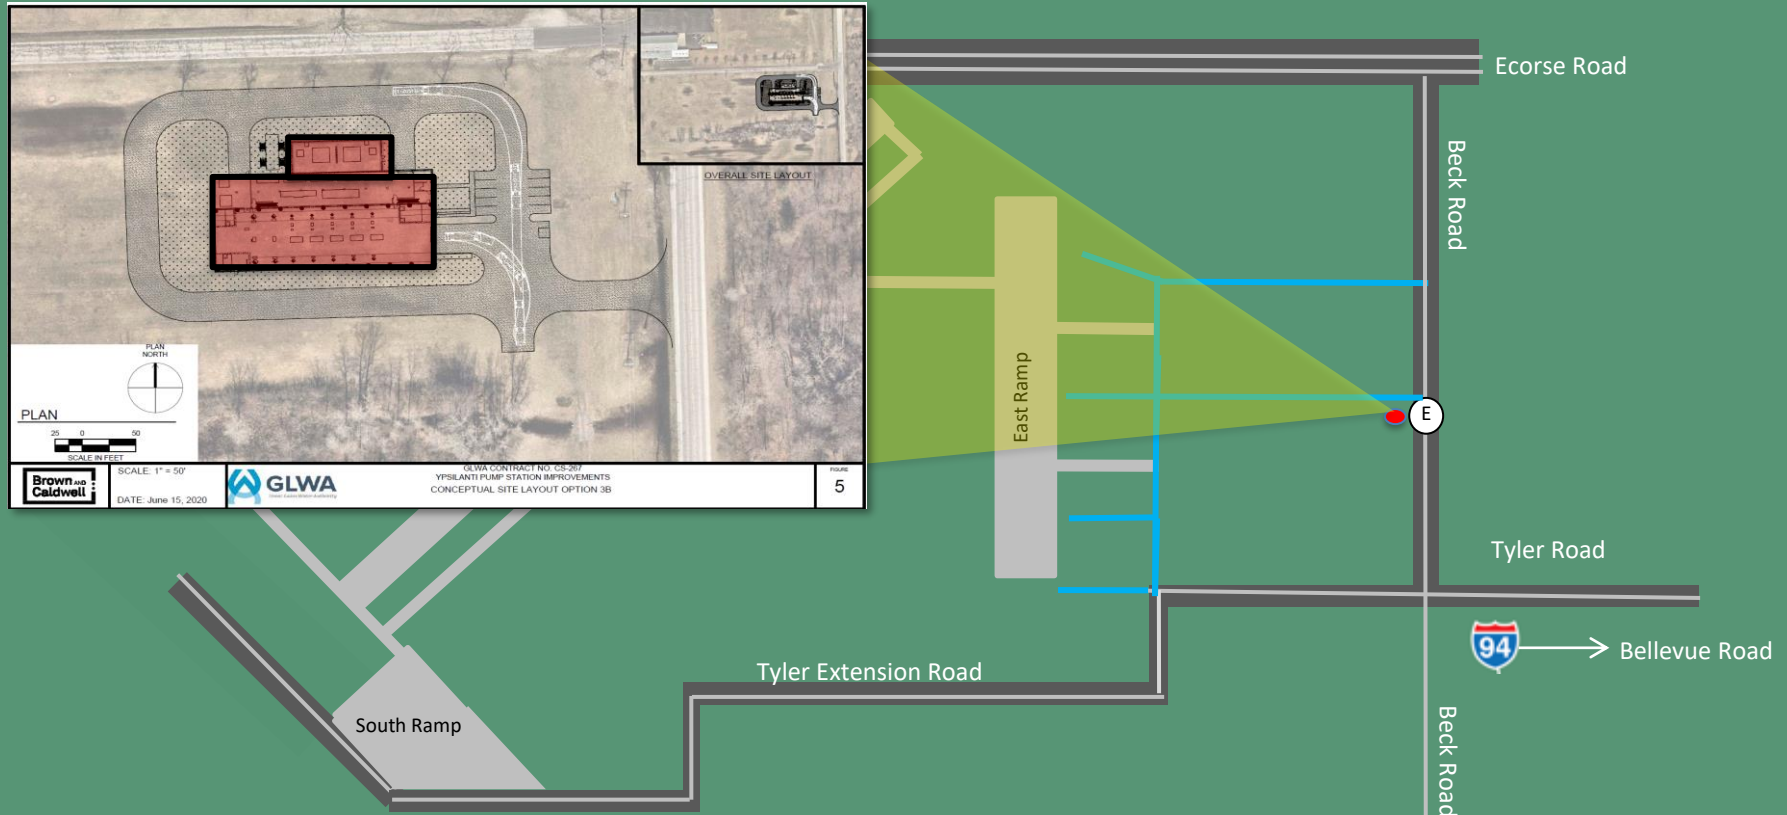 OVERALL SITE LAYOUT
PLAN
NORTH
PLAN
25 0 50
SCALE IN FEET
Brown AND
Caldwell
SCALE: 1" = 50'
DATE: June 15, 2020
GLWA
GLWA CONTRACT NO. CS-267
YPSILANTI PUMP STATION IMPROVEMENTS
CONCEPTUAL SITE LAYOUT OPTION 3B
FIGURE
5
Ecorse Road
Beck Road
East Ramp
E
Tyler Road
94
Bellevue Road
Tyler Extension Road
South Ramp
Beck Road